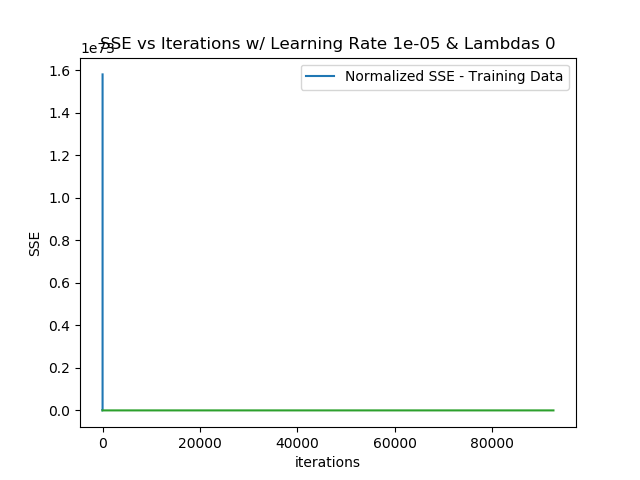 SSE vs Iterations w/ Learning Rate 1e-05 & Lambdas 0
1e73
Normalized SSE - Training Data
1.6
1.4
1.2
1.0
0.8
0.6
0.4
0.2
0.0
SSE
0 20000 40000 60000 80000
iterations